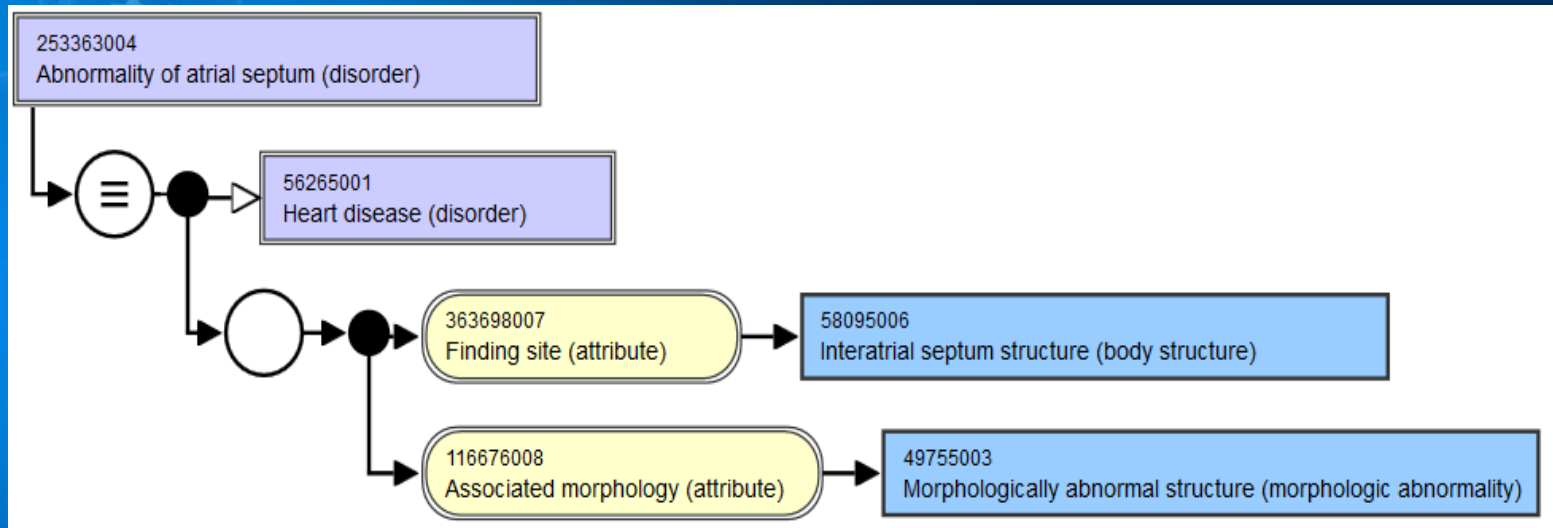 253363004
Abnormality of atrial septum (disorder)
≡
56265001
Heart disease (disorder)
363698007
Finding site (attribute)
58095006
Interatrial septum structure (body structure)
116676008
Associated morphology (attribute)
49755003
Morphologically abnormal structure (morphologic abnormality)